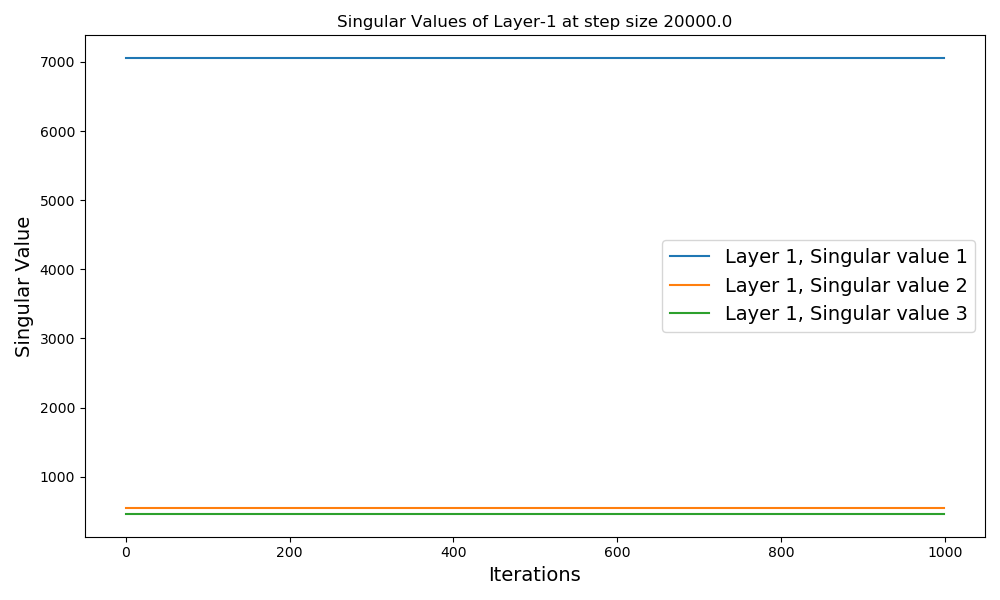 Singular Values of Layer-1 at step size 20000.0
7000
6000
5000
4000
3000
2000
1000
Singular Value
Layer 1, Singular value 1
Layer 1, Singular value 2
Layer 1, Singular value 3
0 200 400 600 800 1000
Iterations